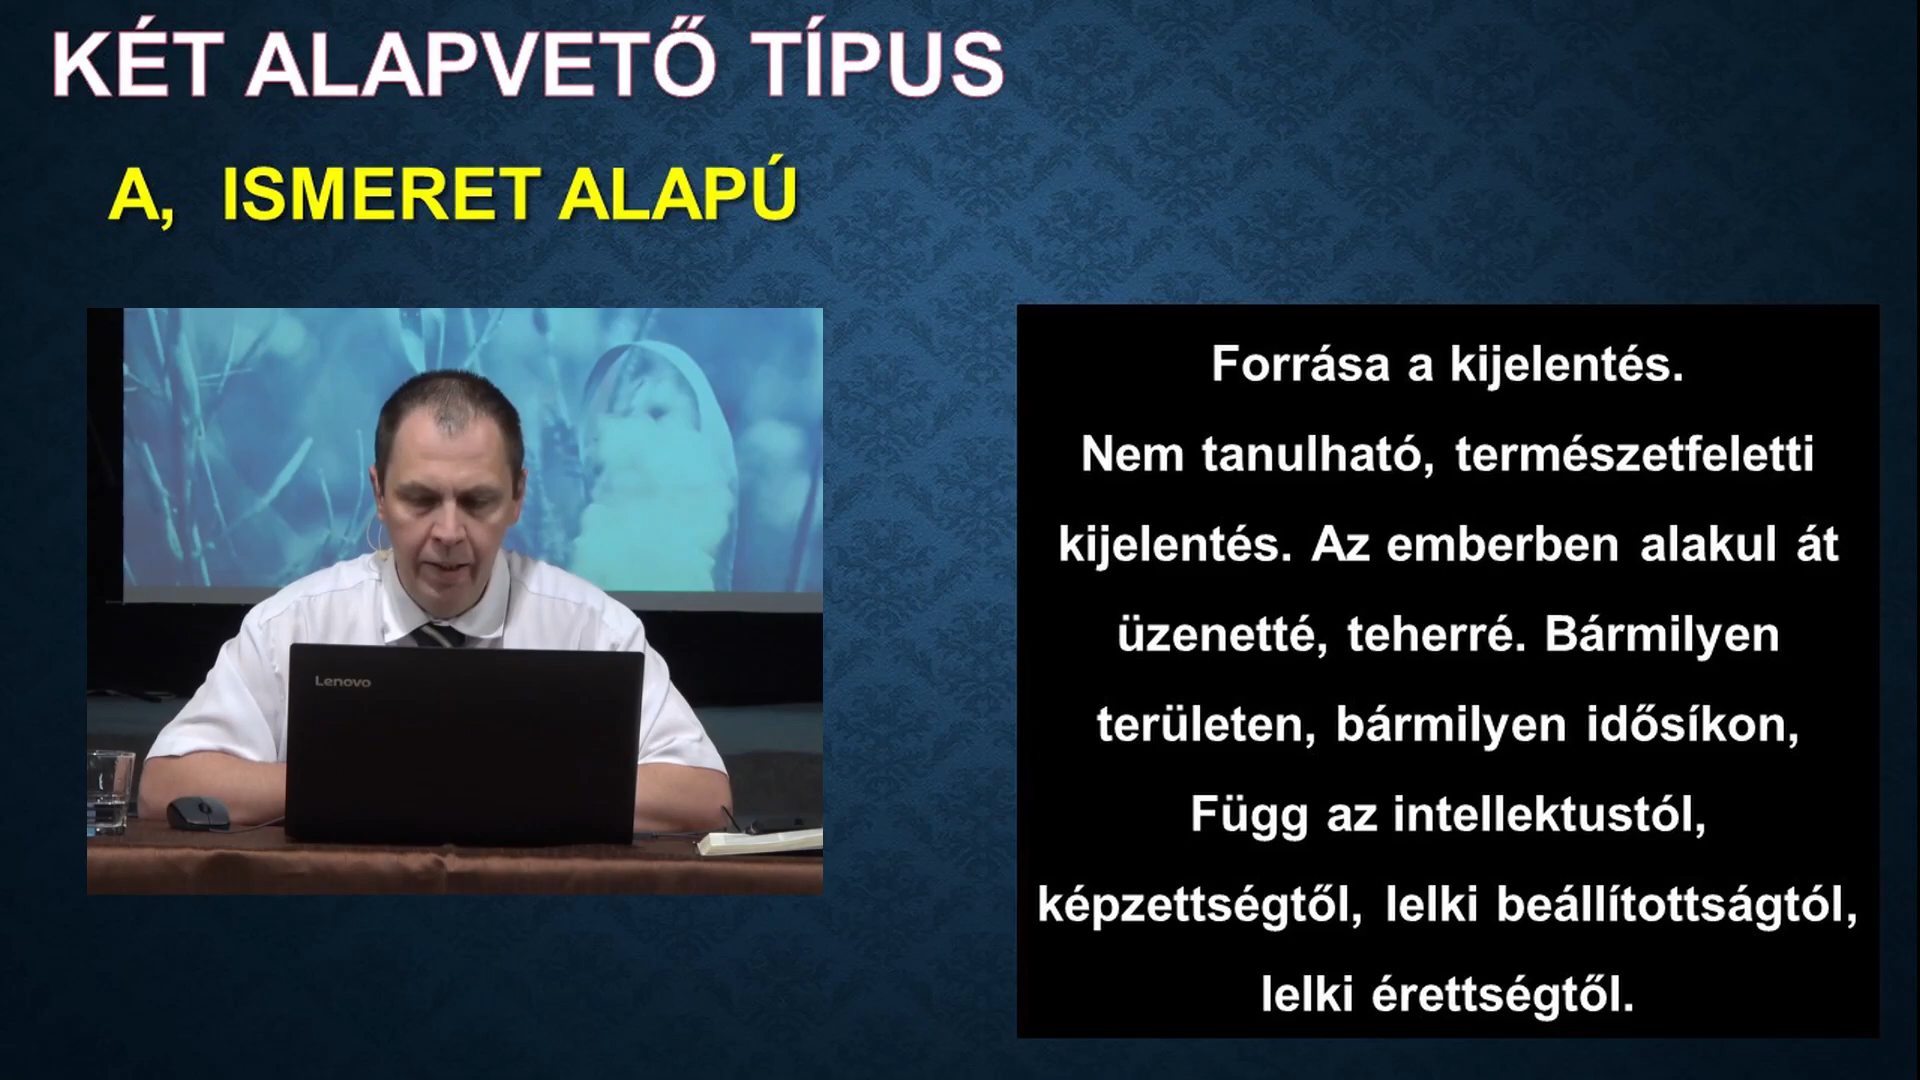 KÉT ALAPVETŐ TÍPUS
A, ISMERET ALAPÚ
Lenovo
Forrása a kijelentés.
Nem tanulható, természetfeletti
kijelentés. Az emberben alakul át
üzenetté, teherré. Bármilyen
területen, bármilyen idősíkon,
Függ az intellektustól,
képzettségtől, lelki beállítottságtól,
lelki érettségtől.